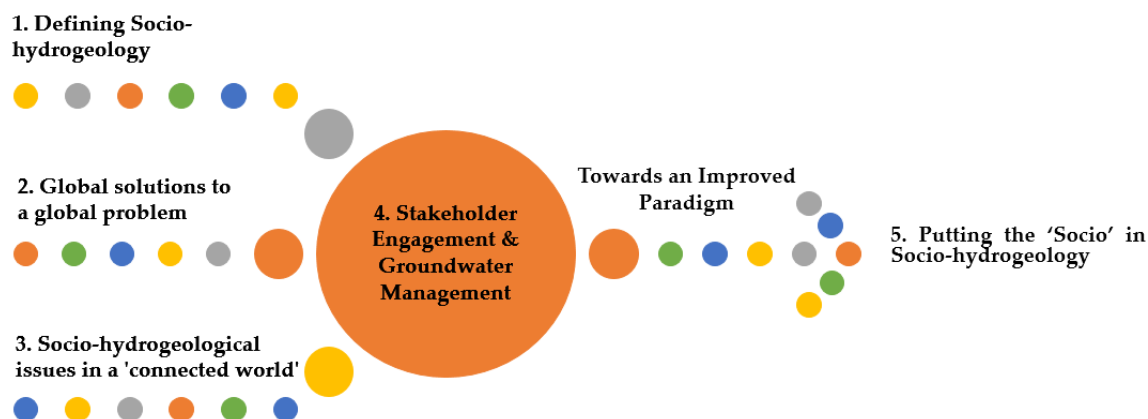 1. Defining Socio-
hydrogeology
2. Global solutions to
a global problem
3. Socio-hydrogeological
issues in a 'connected world'
4. Stakeholder
Engagement &
Groundwater
Management
Towards an Improved
Paradigm
5. Putting the ‘Socio’ in
Socio-hydrogeology